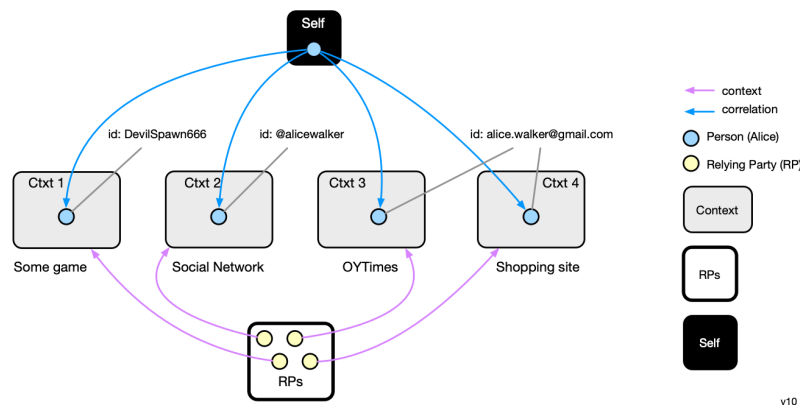 Self
context
correlation
id: DevilSpawn666
id: @alicewalker
id: alice.walker@gmail.com
Person (Alice)
Relying Party (RP)
Ctxt 1
Ctxt 2
Ctxt 3
Ctxt 4
Context
Some game
Social Network
OYTimes
Shopping site
RPs
RPs
Self
v10